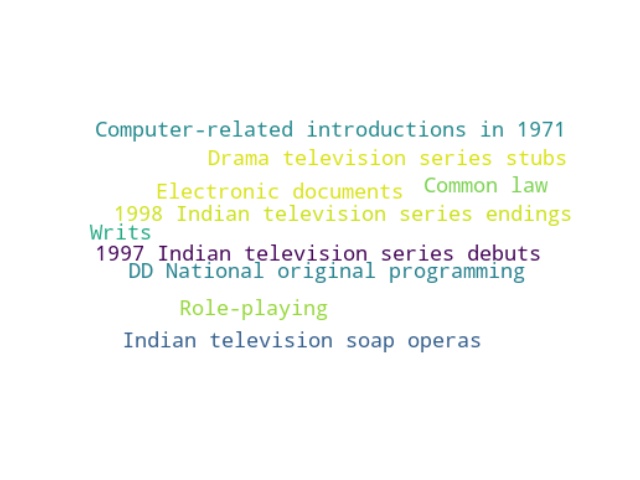 Computer-related introductions in 1971
Drama television series stubs
Common law
Electronic documents
1998 Indian television series endings
Writs
1997 Indian television series debuts
DD National original programming
Role-playing
Indian television soap operas